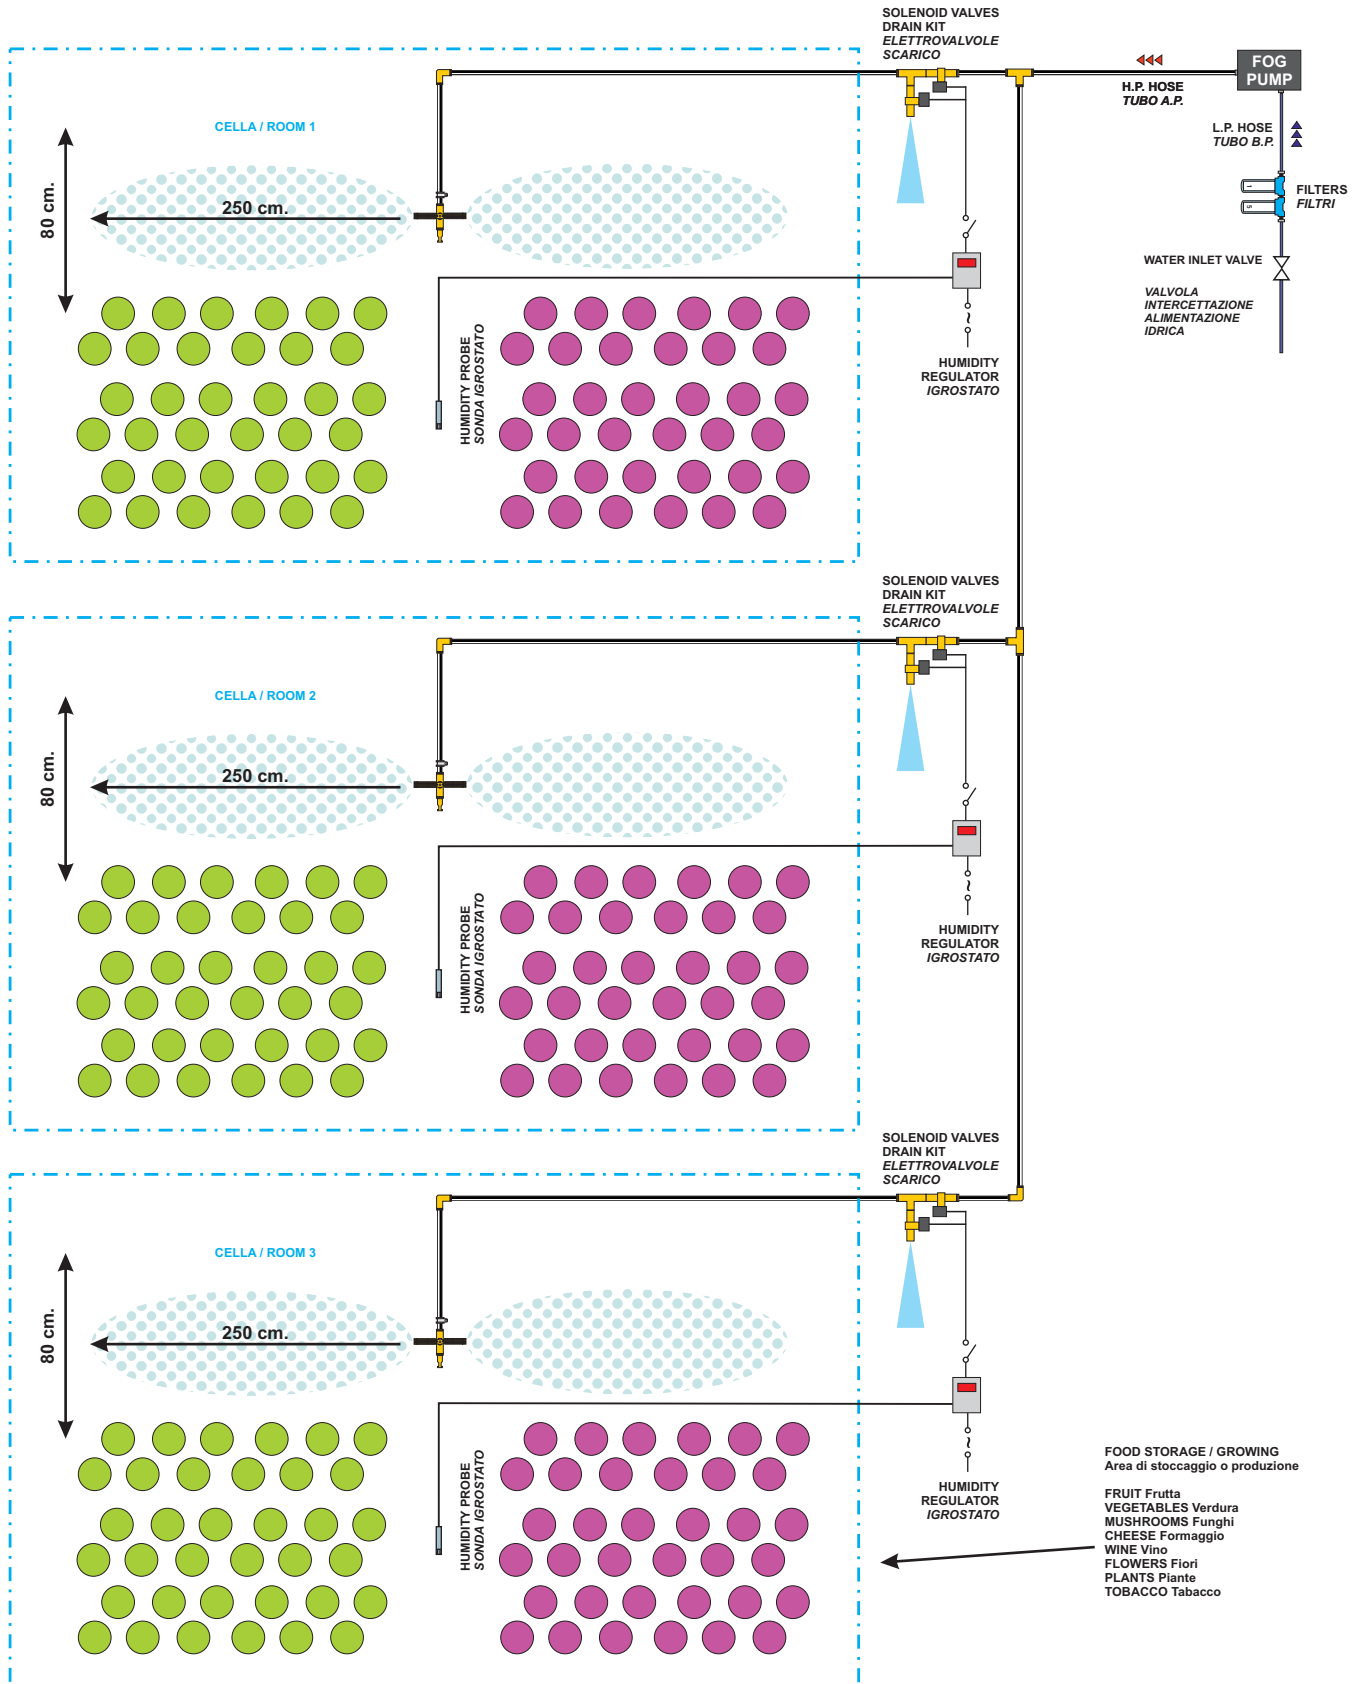 SOLENOID VALVES
DRAIN KIT
ELETTROVALVOLE
SCARICO
FOG
PUMP
H.P. HOSE
TUBO A.P.
L.P. HOSE
TUBO B.P.
1
5
FILTERS
FILTRI
WATER INLET VALVE
VALVOLA
INTERCETTAZIONE
ALIMENTAZIONE
IDRICA
CELLA / ROOM 1
80 cm.
250 cm.
HUMIDITY PROBE
SONDA IGROSTATO
HUMIDITY
REGULATOR
IGROSTATO
SOLENOID VALVES
DRAIN KIT
ELETTROVALVOLE
SCARICO
CELLA / ROOM 2
80 cm.
250 cm.
HUMIDITY PROBE
SONDA IGROSTATO
HUMIDITY
REGULATOR
IGROSTATO
SOLENOID VALVES
DRAIN KIT
ELETTROVALVOLE
SCARICO
CELLA / ROOM 3
80 cm.
250 cm.
HUMIDITY PROBE
SONDA IGROSTATO
HUMIDITY
REGULATOR
IGROSTATO
FOOD STORAGE / GROWING
Area di stoccaggio o produzione
FRUIT Frutta
VEGETABLES Verdura
MUSHROOMS Funghi
CHEESE Formaggio
WINE Vino
FLOWERS Fiori
PLANTS Piante
TOBACCO Tabacco